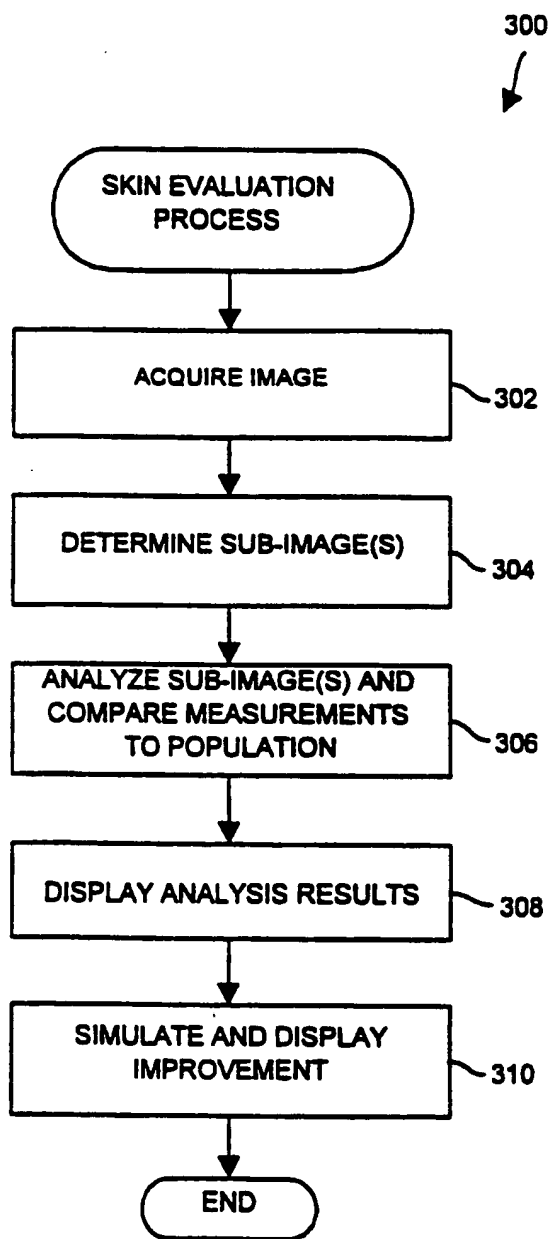 300
SKIN EVALUATION
PROCESS
ACQUIRE IMAGE
302
DETERMINE SUB-IMAGE(S)
304
ANALYZE SUB-IMAGE(S) AND
COMPARE MEASUREMENTS
TO POPULATION
306
DISPLAY ANALYSIS RESULTS
308
SIMULATE AND DISPLAY
IMPROVEMENT
310
END